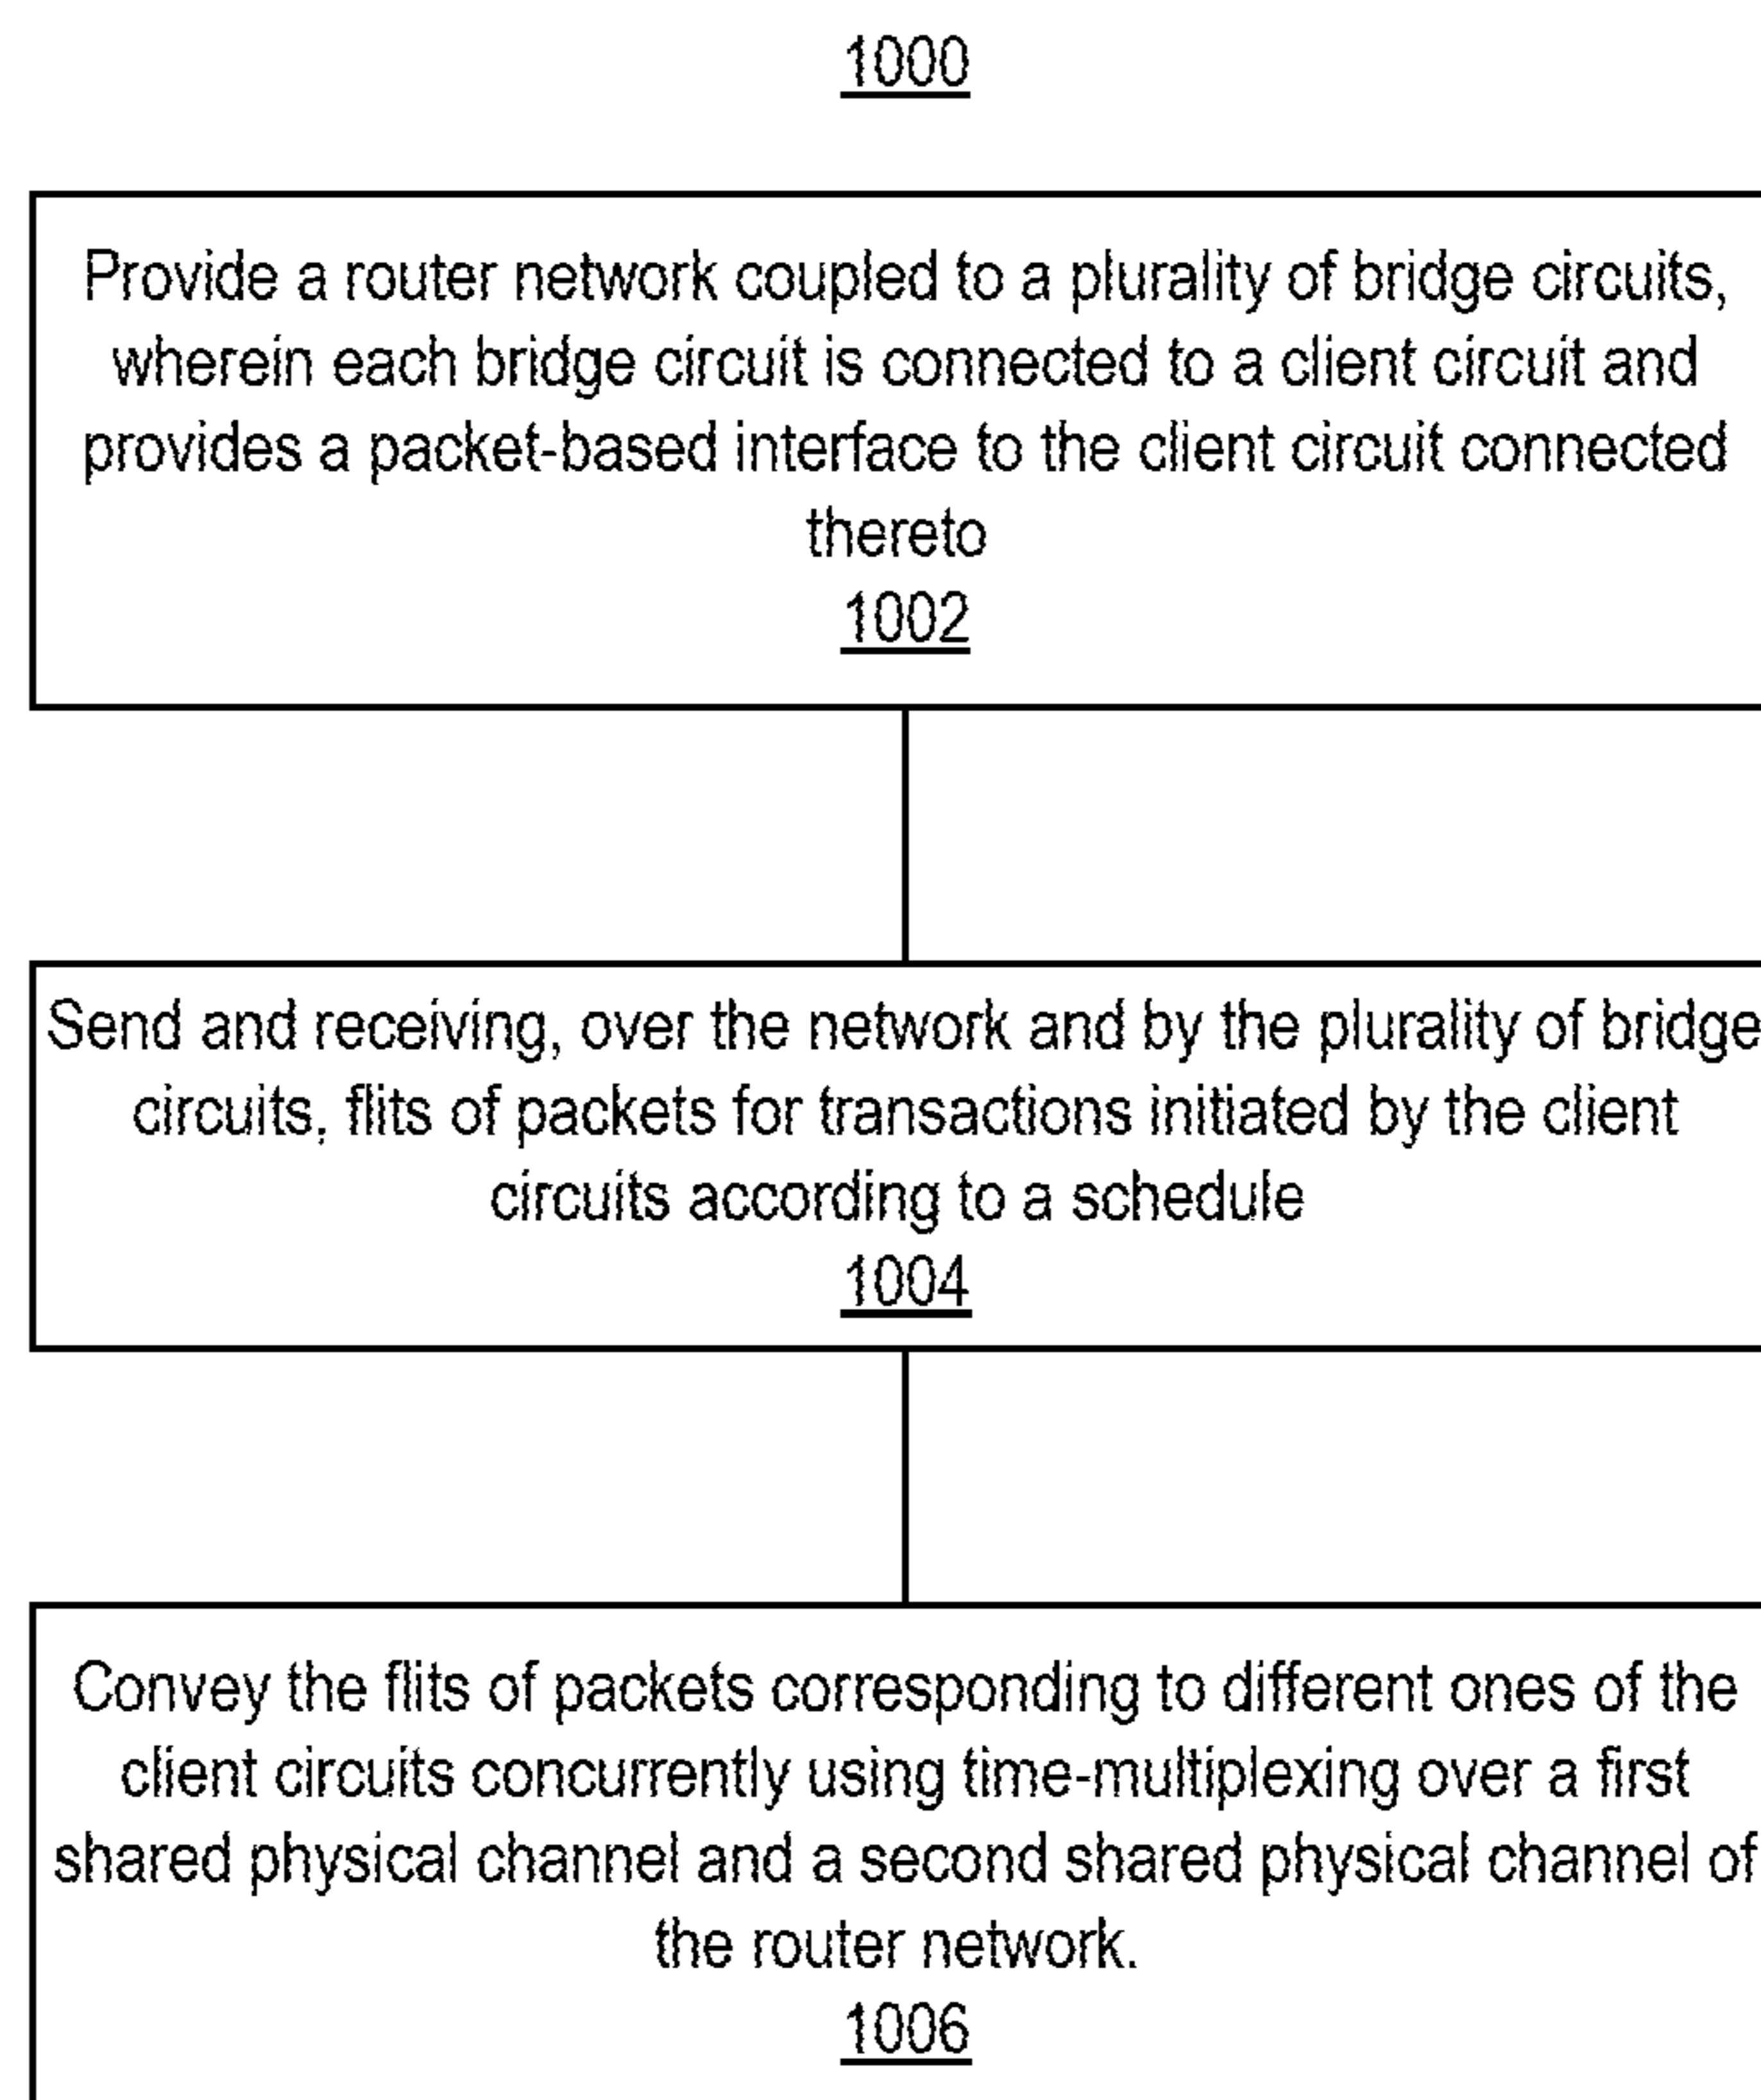 1000
Provide a router network coupled to a plurality of bridge circuits,
wherein each bridge circuit is connected to a client circuit and
provides a packet-based interface to the client circuit connected
thereto
1002
Send and receiving, over the network and by the plurality of bridge
circuits, flits of packets for transactions initiated by the client
circuits according to a schedule
1004
Convey the flits of packets corresponding to different ones of the
client circuits concurrently using time-multiplexing over a first
shared physical channel and a second shared physical channel of
the router network.
1006